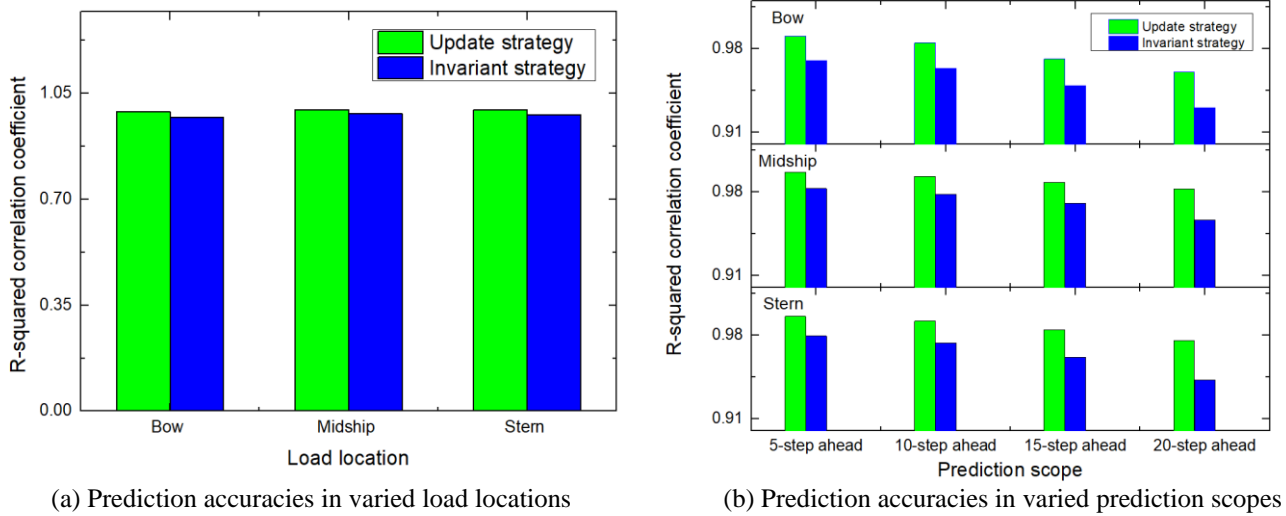 R-squared correlation coefficient
1.05
0.70
0.35
0.00
Update strategy
Invariant strategy
Bow
Midship
Stern
Load location
(a) Prediction accuracies in varied load locations
R-squared correlation coefficient
Bow
0.98
0.91
Update strategy
Invariant strategy
Midship
0.98
0.91
Stern
0.98
0.91
5-step ahead
10-step ahead
15-step ahead
20-step ahead
Prediction scope
(b) Prediction accuracies in varied prediction scopes